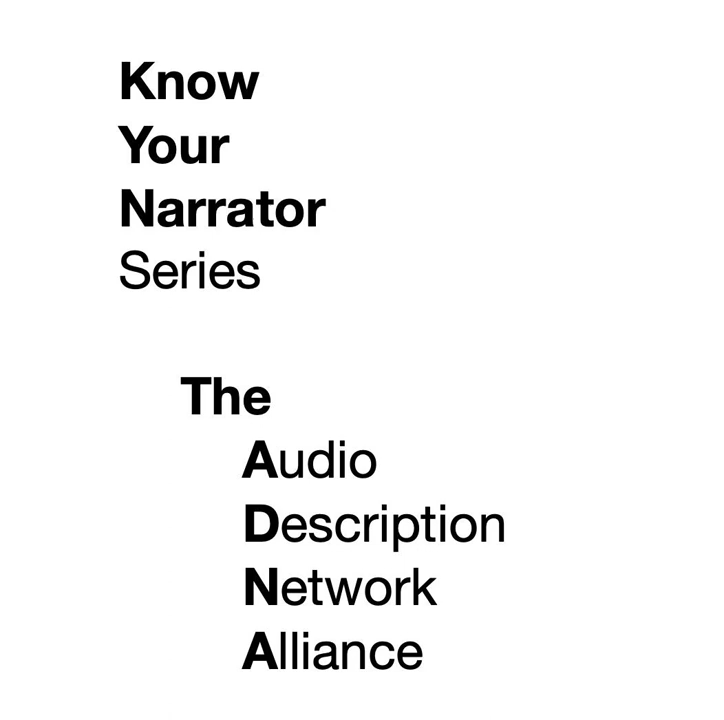 Know
Your
Narrator
Series
The
Audio
Description
Network
Alliance